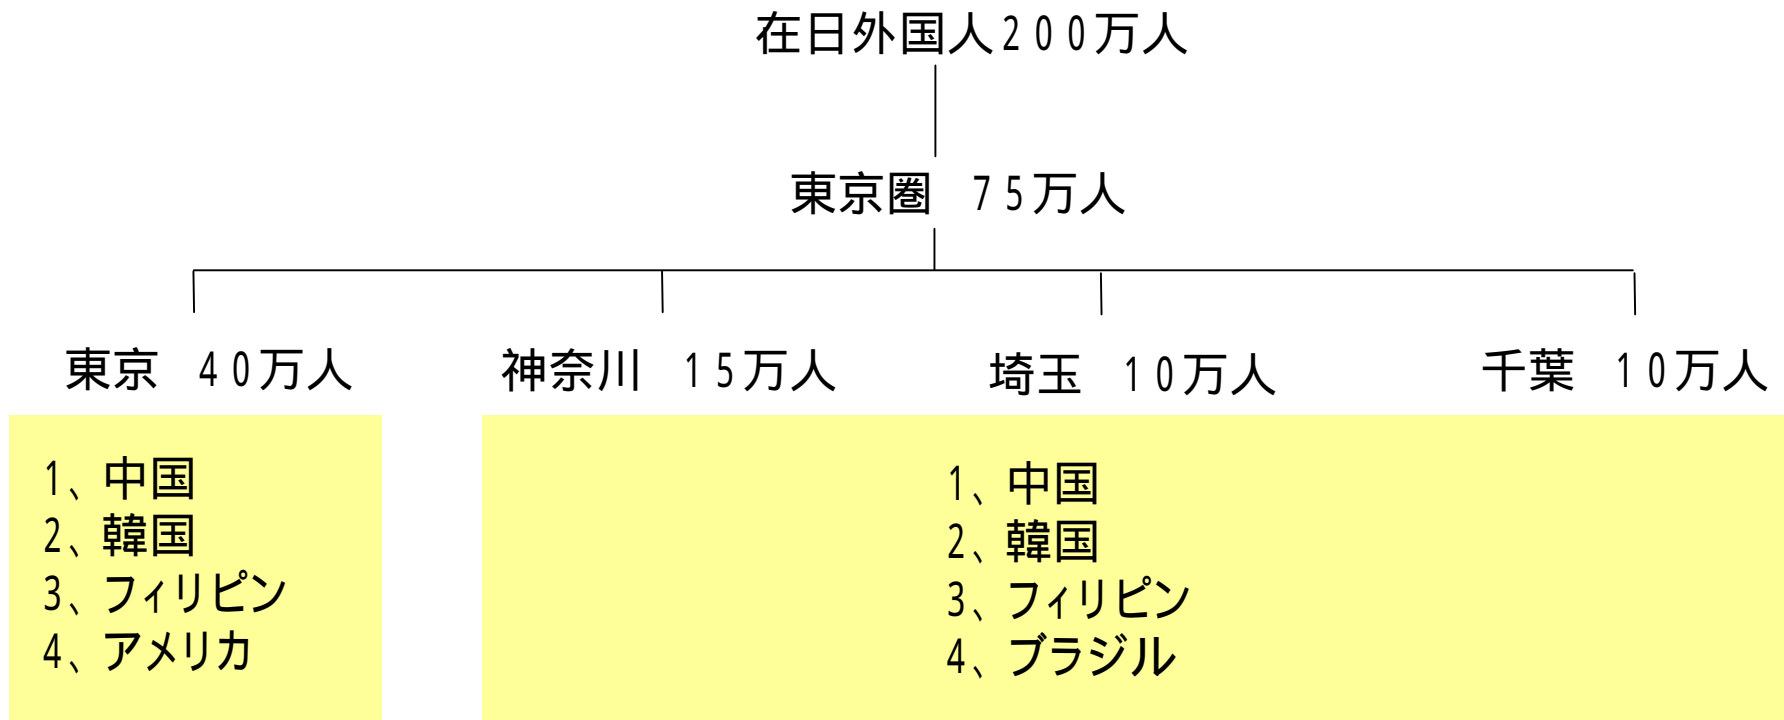 在日外国人200万人
東京圏 75万人
東京 40万人
神奈川 15万人
埼玉 10万人
千葉 10万人
1、中国
2、韓国
3、フィリピン
4、アメリカ
1、中国
2、韓国
3、フィリピン
4、ブラジル